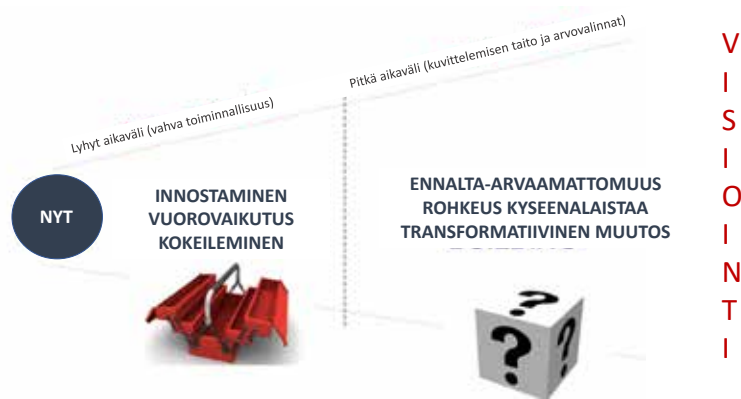 Pitkä aikaväli (kuvittelemisen taito ja arvovalinnat)
Lyhyt aikaväli (vahva toiminnallisuus)
NYT
INNOSTAMINEN
VUOROVAIKUTUS
KOKEILEMINEN
ENNALTA-ARVAAMATTOMUUS
ROHKEUS KYSEENALAISTAA
TRANSFORMATIIVINEN MUUTOS
?
?
?
V
I
S
I
O
I
N
T
I